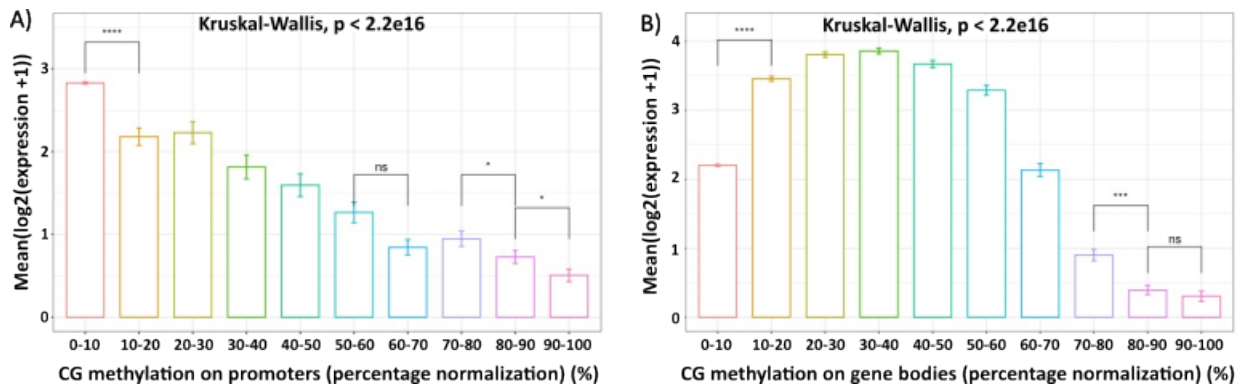 A)
Kruskal-Wallis, p < 2.2e16
****
ns
*
*
3
2
1
0
Mean(log2(expression +1))
0-10 10-20 20-30 30-40 40-50 50-60 60-70 70-80 80-90 90-100
CG methylation on promoters (percentage normalization) (%)
B)
Kruskal-Wallis, p < 2.2e16
****
***
ns
4
3
2
1
0
Mean(log2(expression +1))
0-10 10-20 20-30 30-40 40-50 50-60 60-70 70-80 80-90 90-100
CG methylation on gene bodies (percentage normalization) (%)